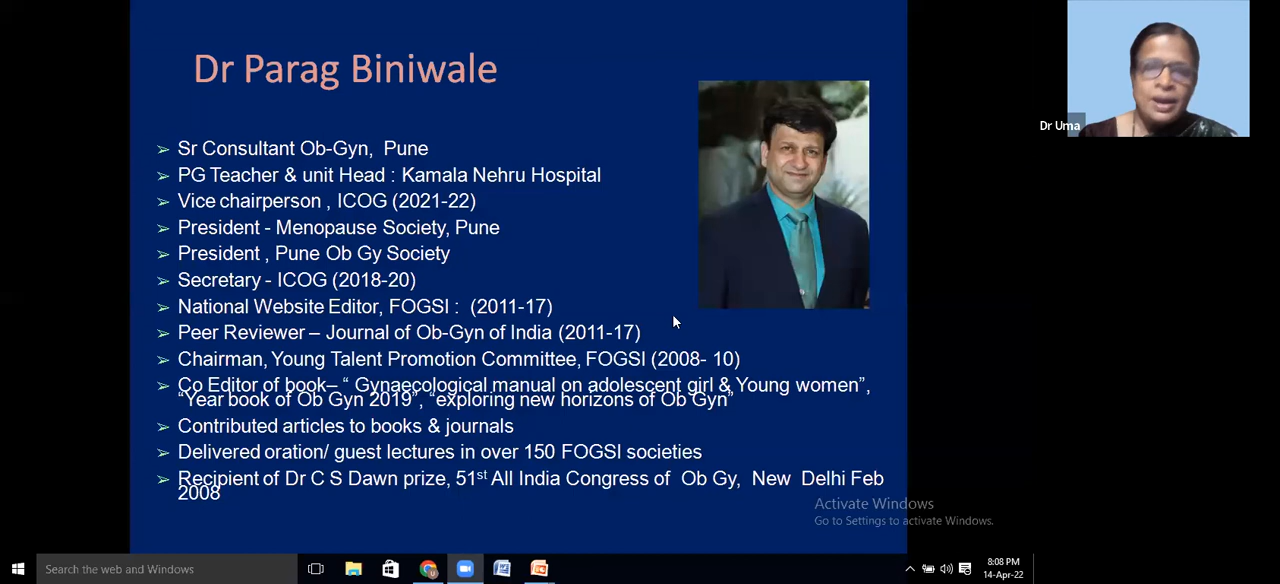 Dr Parag Biniwale
Dr Uma
➢ Sr Consultant Ob-Gyn, Pune
➢ PG Teacher & unit Head : Kamala Nehru Hospital
➢ Vice chairperson , ICOG (2021-22)
➢ President - Menopause Society, Pune
➢ President , Pune Ob Gy Society
➢ Secretary - ICOG (2018-20)
➢ National Website Editor, FOGSI : (2011-17)
➢ Peer Reviewer – Journal of Ob-Gyn of India (2011-17)
➢ Chairman, Young Talent Promotion Committee, FOGSI (2008- 10)
➢ Co Editor of book– “ Gynaecological manual on adolescent girl & Young women”,
“Year book of Ob Gyn 2019”, “exploring new horizons of Ob Gyn”
➢ Contributed articles to books & journals
➢ Delivered oration/ guest lectures in over 150 FOGSI societies
➢ Recipient of Dr C S Dawn prize, 51st All India Congress of Ob Gy, New Delhi Feb
2008
Activate Windows
Go to Settings to activate Windows.
Search the web and Windows
8:08 PM
14-Apr-22